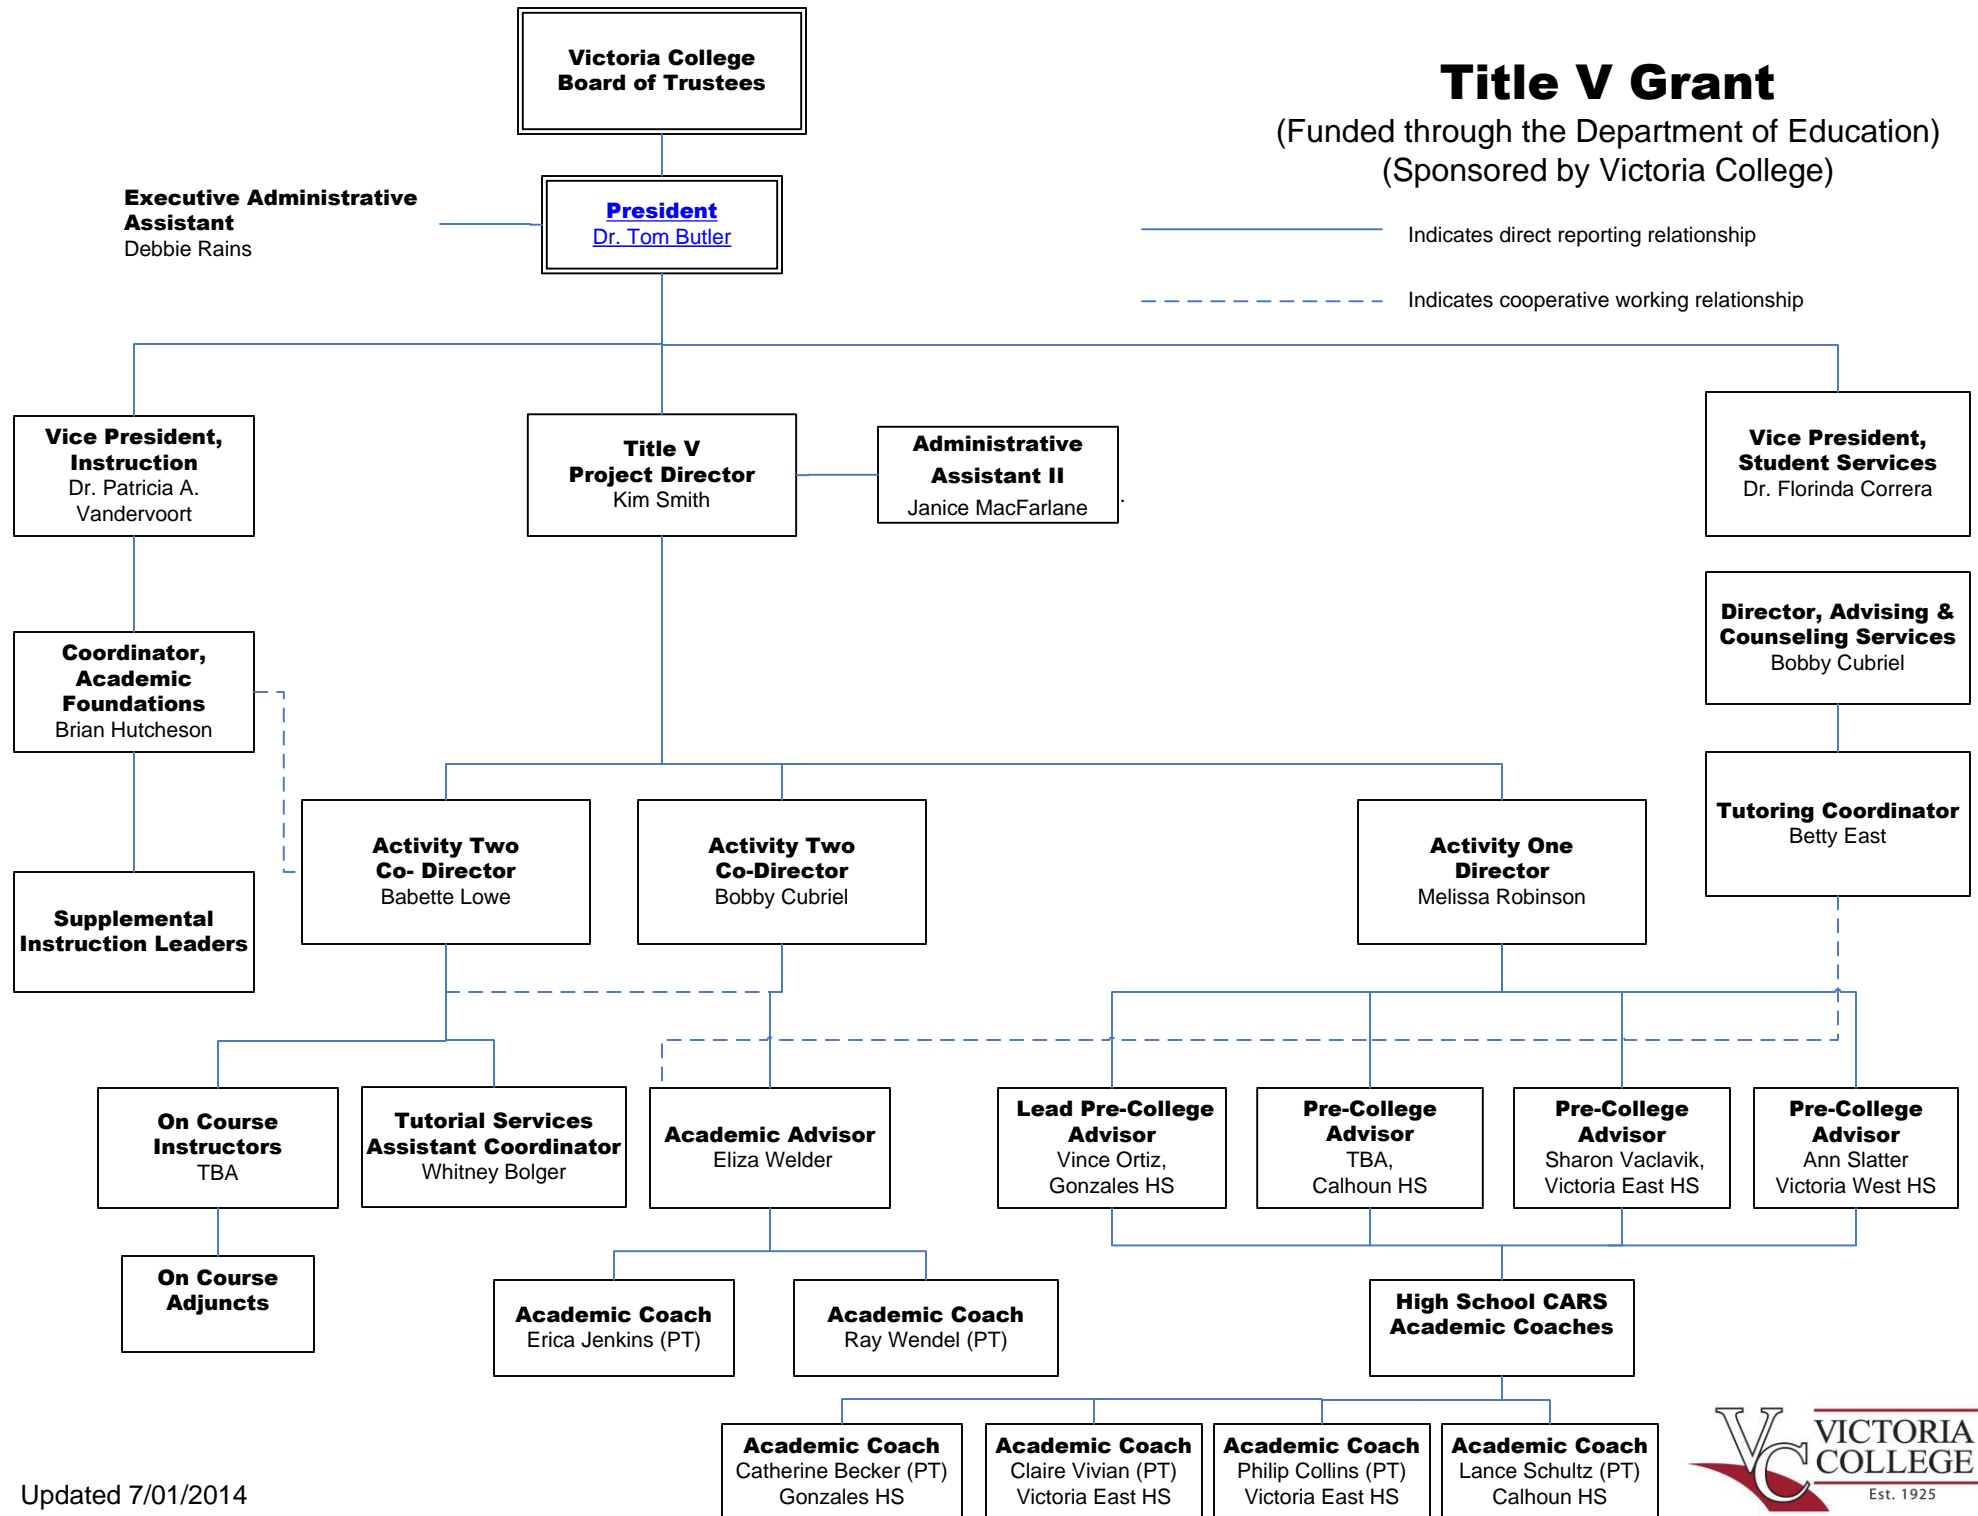 Victoria College
Board of Trustees
Title V Grant
(Funded through the Department of Education)
(Sponsored by Victoria College)
Executive Administrative
Assistant
Debbie Rains
President
Dr. Tom Butler
Indicates direct reporting relationship
Indicates cooperative working relationship
Vice President,
Instruction
Dr. Patricia A.
Vandervoort
Title V
Project Director
Kim Smith
Administrative
Assistant II
Janice MacFarlane
.
Vice President,
Student Services
Dr. Florinda Correra
Director, Advising &
Counseling Services
Bobby Cubriel
Coordinator,
Academic
Foundations
Brian Hutcheson
Tutoring Coordinator
Betty East
Activity Two
Co- Director
Babette Lowe
Activity Two
Co-Director
Bobby Cubriel
Activity One
Director
Melissa Robinson
Supplemental
Instruction Leaders
On Course
Instructors
TBA
Tutorial Services
Assistant Coordinator
Whitney Bolger
Academic Advisor
Eliza Welder
Lead Pre-College
Advisor
Vince Ortiz,
Gonzales HS
Pre-College
Advisor
TBA,
Calhoun HS
Pre-College
Advisor
Sharon Vaclavik,
Victoria East HS
Pre-College
Advisor
Ann Slatter
Victoria West HS
On Course
Adjuncts
Academic Coach
Erica Jenkins (PT)
Academic Coach
Ray Wendel (PT)
High School CARS
Academic Coaches
Academic Coach
Catherine Becker (PT)
Gonzales HS
Academic Coach
Claire Vivian (PT)
Victoria East HS
Academic Coach
Philip Collins (PT)
Victoria East HS
Academic Coach
Lance Schultz (PT)
Calhoun HS
Updated 7/01/2014
VC
VICTORIA
COLLEGE
Est. 1925